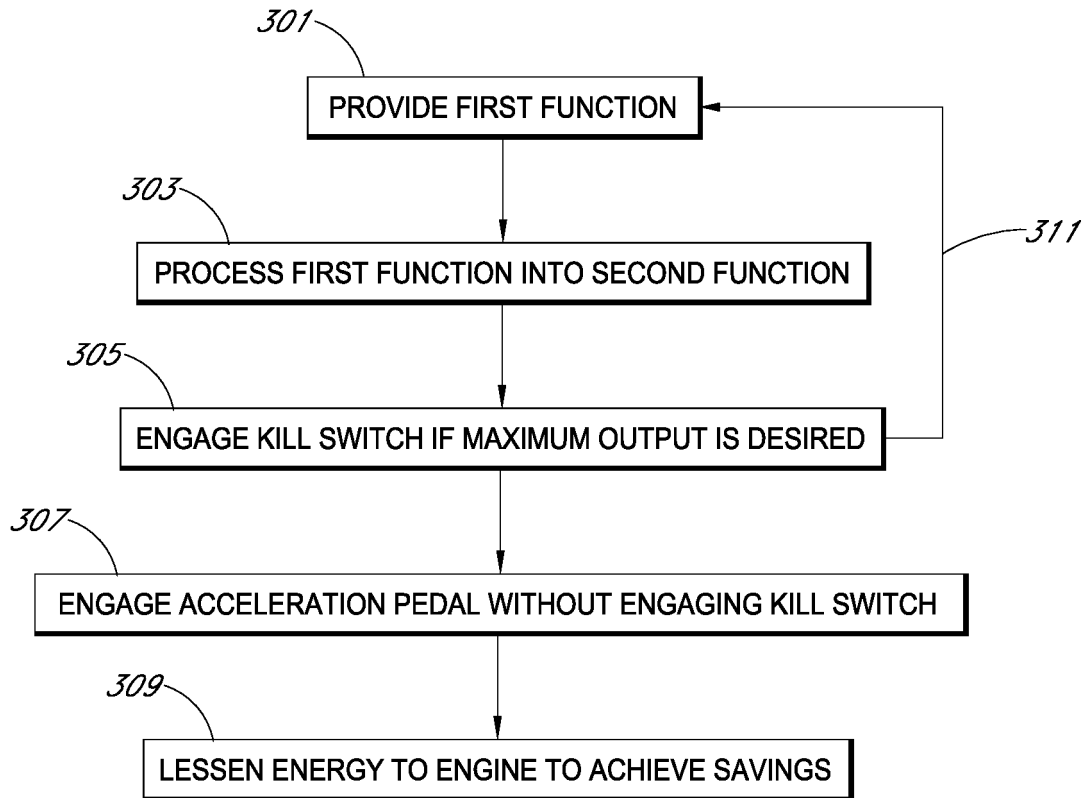 301
PROVIDE FIRST FUNCTION
303
PROCESS FIRST FUNCTION INTO SECOND FUNCTION
311
305
ENGAGE KILL SWITCH IF MAXIMUM OUTPUT IS DESIRED
307
ENGAGE ACCELERATION PEDAL WITHOUT ENGAGING KILL SWITCH
309
LESSEN ENERGY TO ENGINE TO ACHIEVE SAVINGS